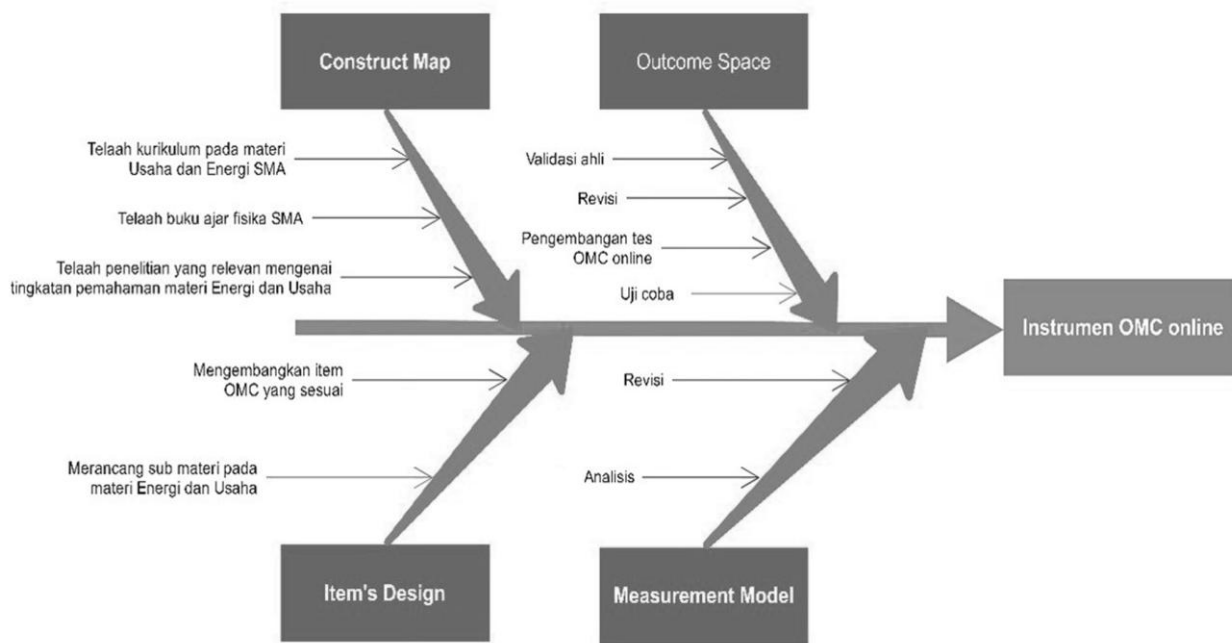 Construct Map
Outcome Space
Telaah kurikulum pada materi
Usaha dan Energi SMA
Telaah buku ajar fisika SMA
Telaah penelitian yang relevan mengenai
tingkatan pemahaman materi Energi dan Usaha
Validasi ahli
Revisi
Pengembangan tes
OMC online
Uji coba
Instrumen OMC online
Mengembangkan item
OMC yang sesuai
Merancang sub materi pada
materi Energi dan Usaha
Revisi
Analisis
Item's Design
Measurement Model